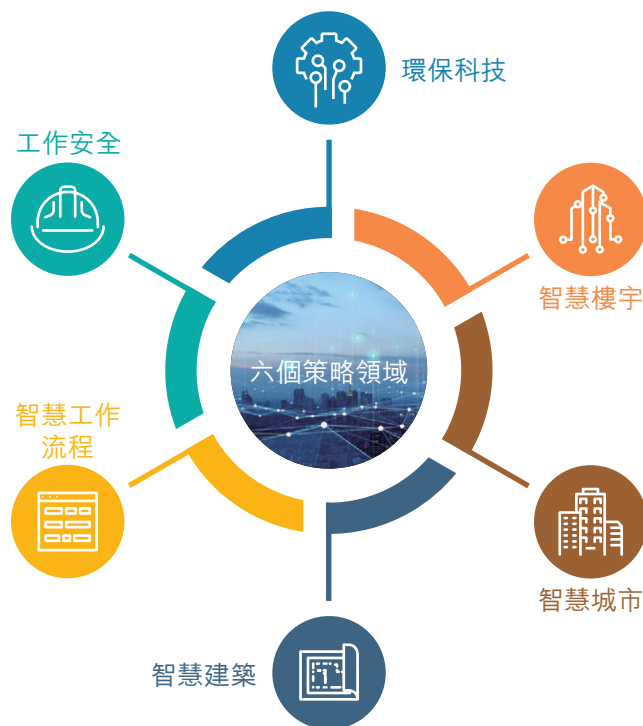 環保科技
工作安全
智慧樓宇
六個策略領域
智慧工作
流程
智慧城市
智慧建築